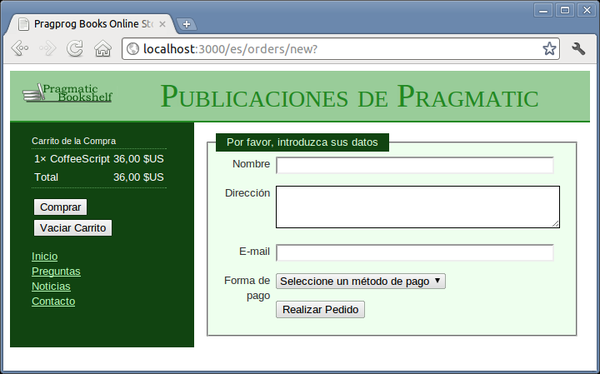 Pragprog Books Online Sto
localhost:3000/es/orders/new?
Pragmatic
Bookshelf
Publicaciones de Pragmatic
Carrito de la Compra
1× CoffeeScript 36,00 $US
Total 36,00 $US
Comprar
Vaciar Carrito
Inicio
Preguntas
Noticias
Contacto
Por favor, introduzca sus datos
Nombre
Dirección
E-mail
Forma de
pago
Seleccione un método de pago
Realizar Pedido